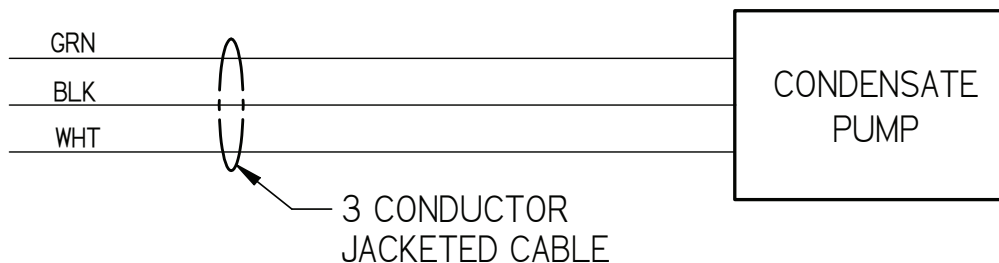 GRN
BLK
WHT
CONDENSATE
PUMP
3 CONDUCTOR
JACKETED CABLE